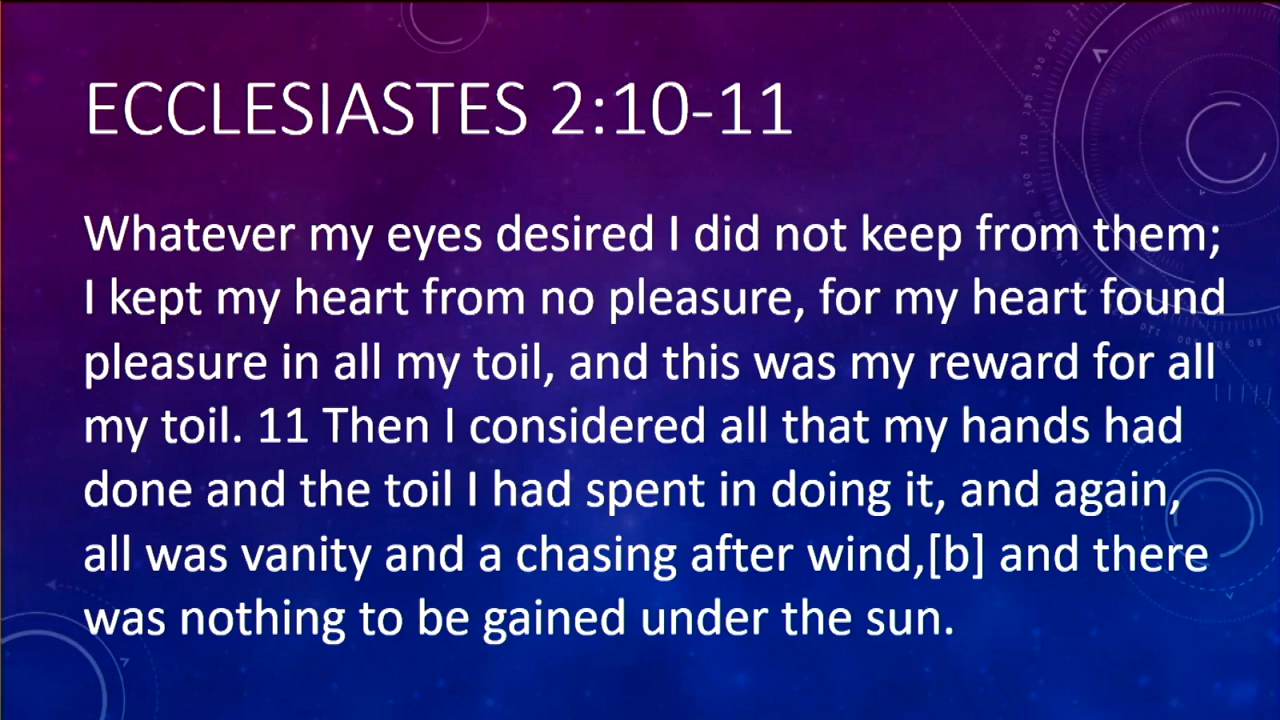 ECCLESIASTES 2:10-11
Whatever my eyes desired I did not keep from them;
I kept my heart from no pleasure, for my heart found
pleasure in all my toil, and this was my reward for all
my toil. 11 Then I considered all that my hands had
done and the toil I had spent in doing it, and again,
all was vanity and a chasing after wind,[b] and there
was nothing to be gained under the sun.